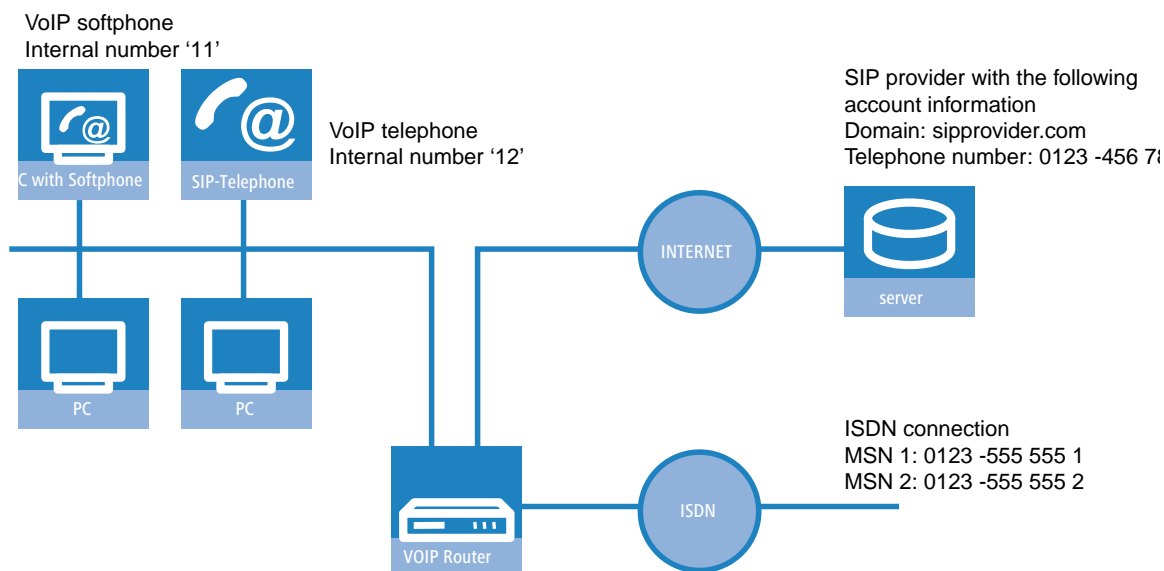 VoIP softphone
Internal number ‘11’
C with Softphone
SIP-Telephone
VoIP telephone
Internal number ‘12’
SIP provider with the following
account information
Domain: sipprovider.com
Telephone number: 0123 -456 78
INTERNET
server
PC
PC
ISDN connection
MSN 1: 0123 -555 555 1
MSN 2: 0123 -555 555 2
ISDN
VOIP Router